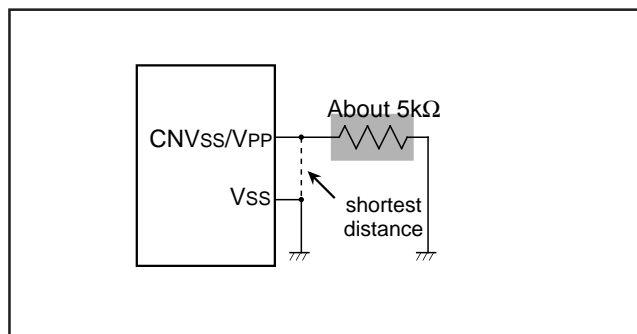 About 5kΩ
CNVSS/VPP
VSS
shortest
distance